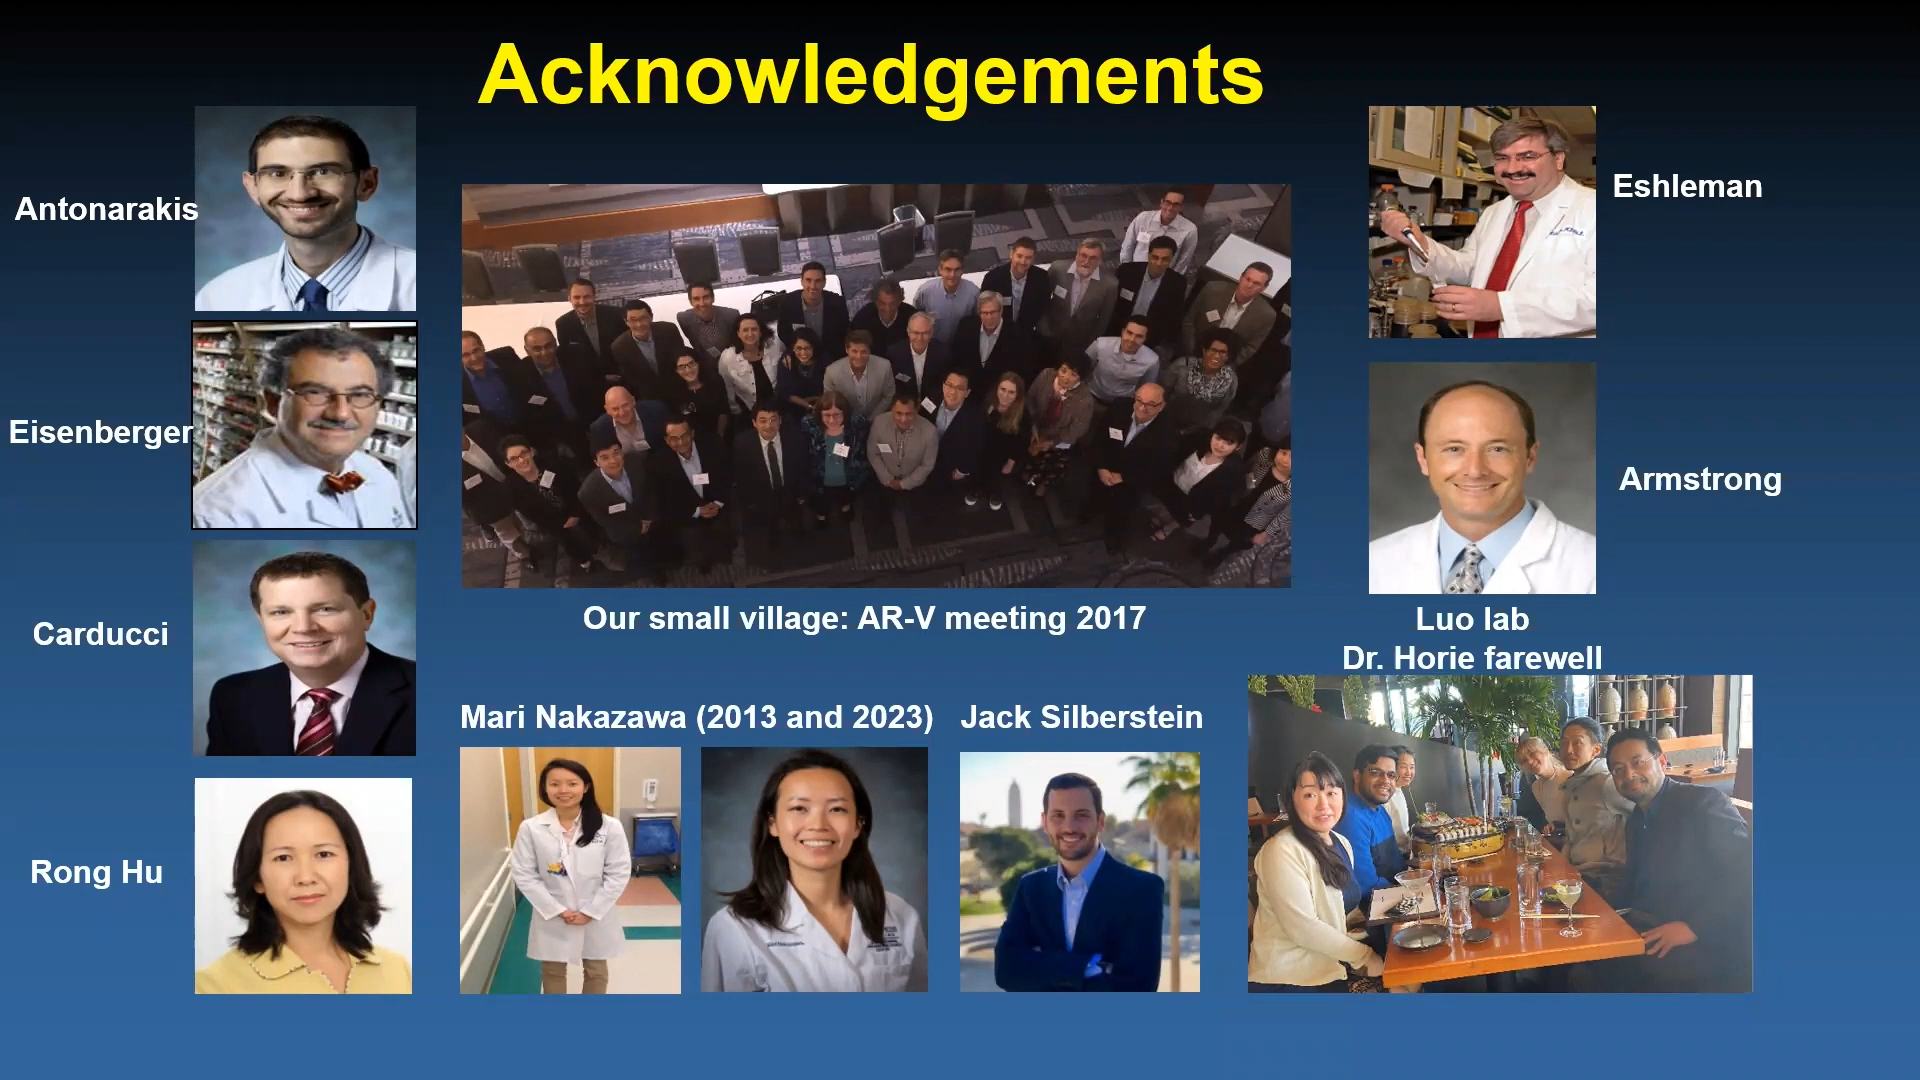 Acknowledgements
Antonarakis
Eisenberger
Carducci
Rong Hu
Our small village: AR-V meeting 2017
Mari Nakazawa (2013 and 2023)
Jack Silberstein
Eshleman
Armstrong
Luo lab
Dr. Horie farewell